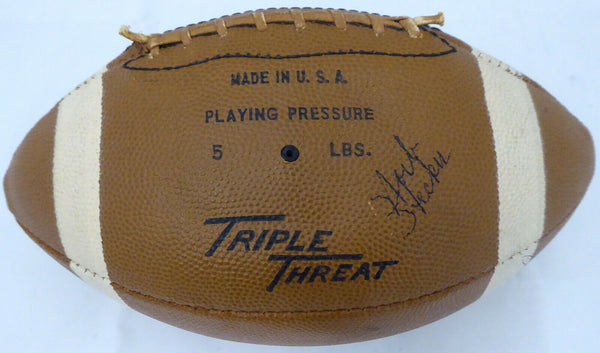 MADE IN U.S.A.
PLAYING PRESSURE
5 LBS.
TRIPLE
THREAT